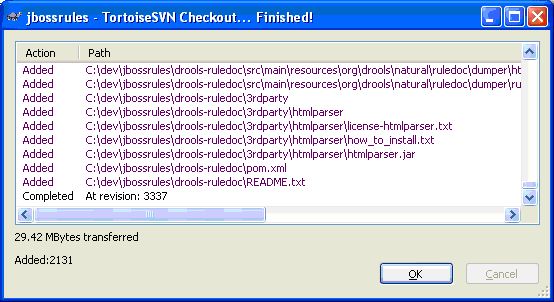 jbossrules - TortoiseSVN Checkout... Finished!
Action Path
Added C:\dev\jbossrules\drools-ruledoc\src\main\resources\org\drools\natural\ruledoc\dumper\ht
Added C:\dev\jbossrules\drools-ruledoc\src\main\resources\org\drools\natural\ruledoc\dumper\ru
Added C:\dev\jbossrules\drools-ruledoc\3rdparty
Added C:\dev\jbossrules\drools-ruledoc\3rdparty\htmlparser
Added C:\dev\jbossrules\drools-ruledoc\3rdparty\htmlparser\license-htmlparser.txt
Added C:\dev\jbossrules\drools-ruledoc\3rdparty\htmlparser\how_to_install.txt
Added C:\dev\jbossrules\drools-ruledoc\3rdparty\htmlparser\htmlparser.jar
Added C:\dev\jbossrules\drools-ruledoc\pom.xml
Added C:\dev\jbossrules\drools-ruledoc\README.txt
Completed At revision: 3337
29.42 MBytes transferred
Added:2131
OK Cancel